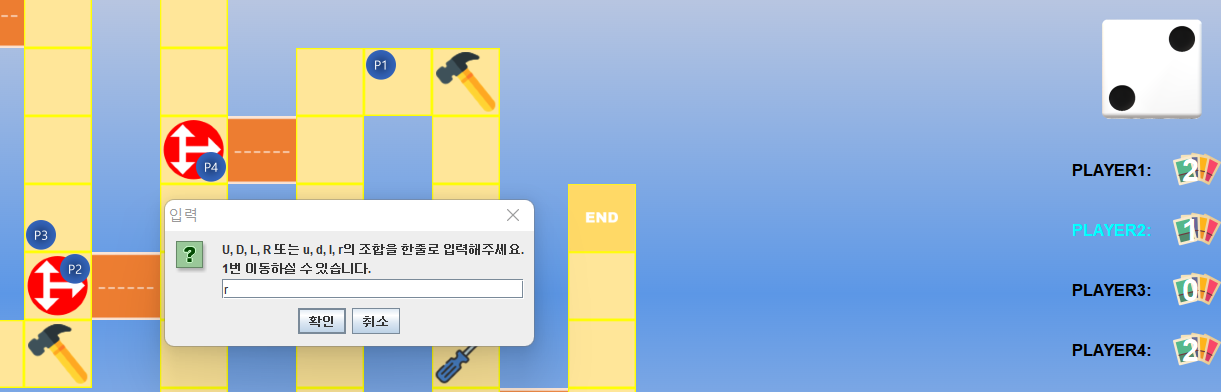 P1
P4
P3
P2
END
입력
U, D, L, R 또는 u, d, l, r의 조합을 한줄로 입력해주세요.
1번 이동하실 수 있습니다.
r
확인 취소
PLAYER1: 2
PLAYER2: 1
PLAYER3: 0
PLAYER4: 2